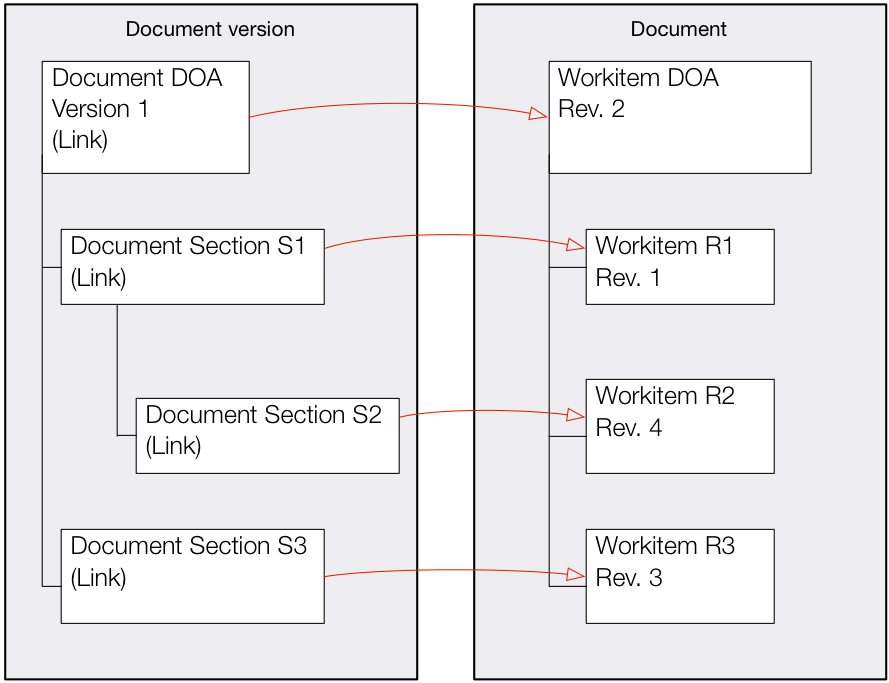 Document version
Document DOA
Version 1
(Link)
Document Section S1
(Link)
Document Section S2
(Link)
Document Section S3
(Link)
Document
Workitem DOA
Rev. 2
Workitem R1
Rev. 1
Workitem R2
Rev. 4
Workitem R3
Rev. 3